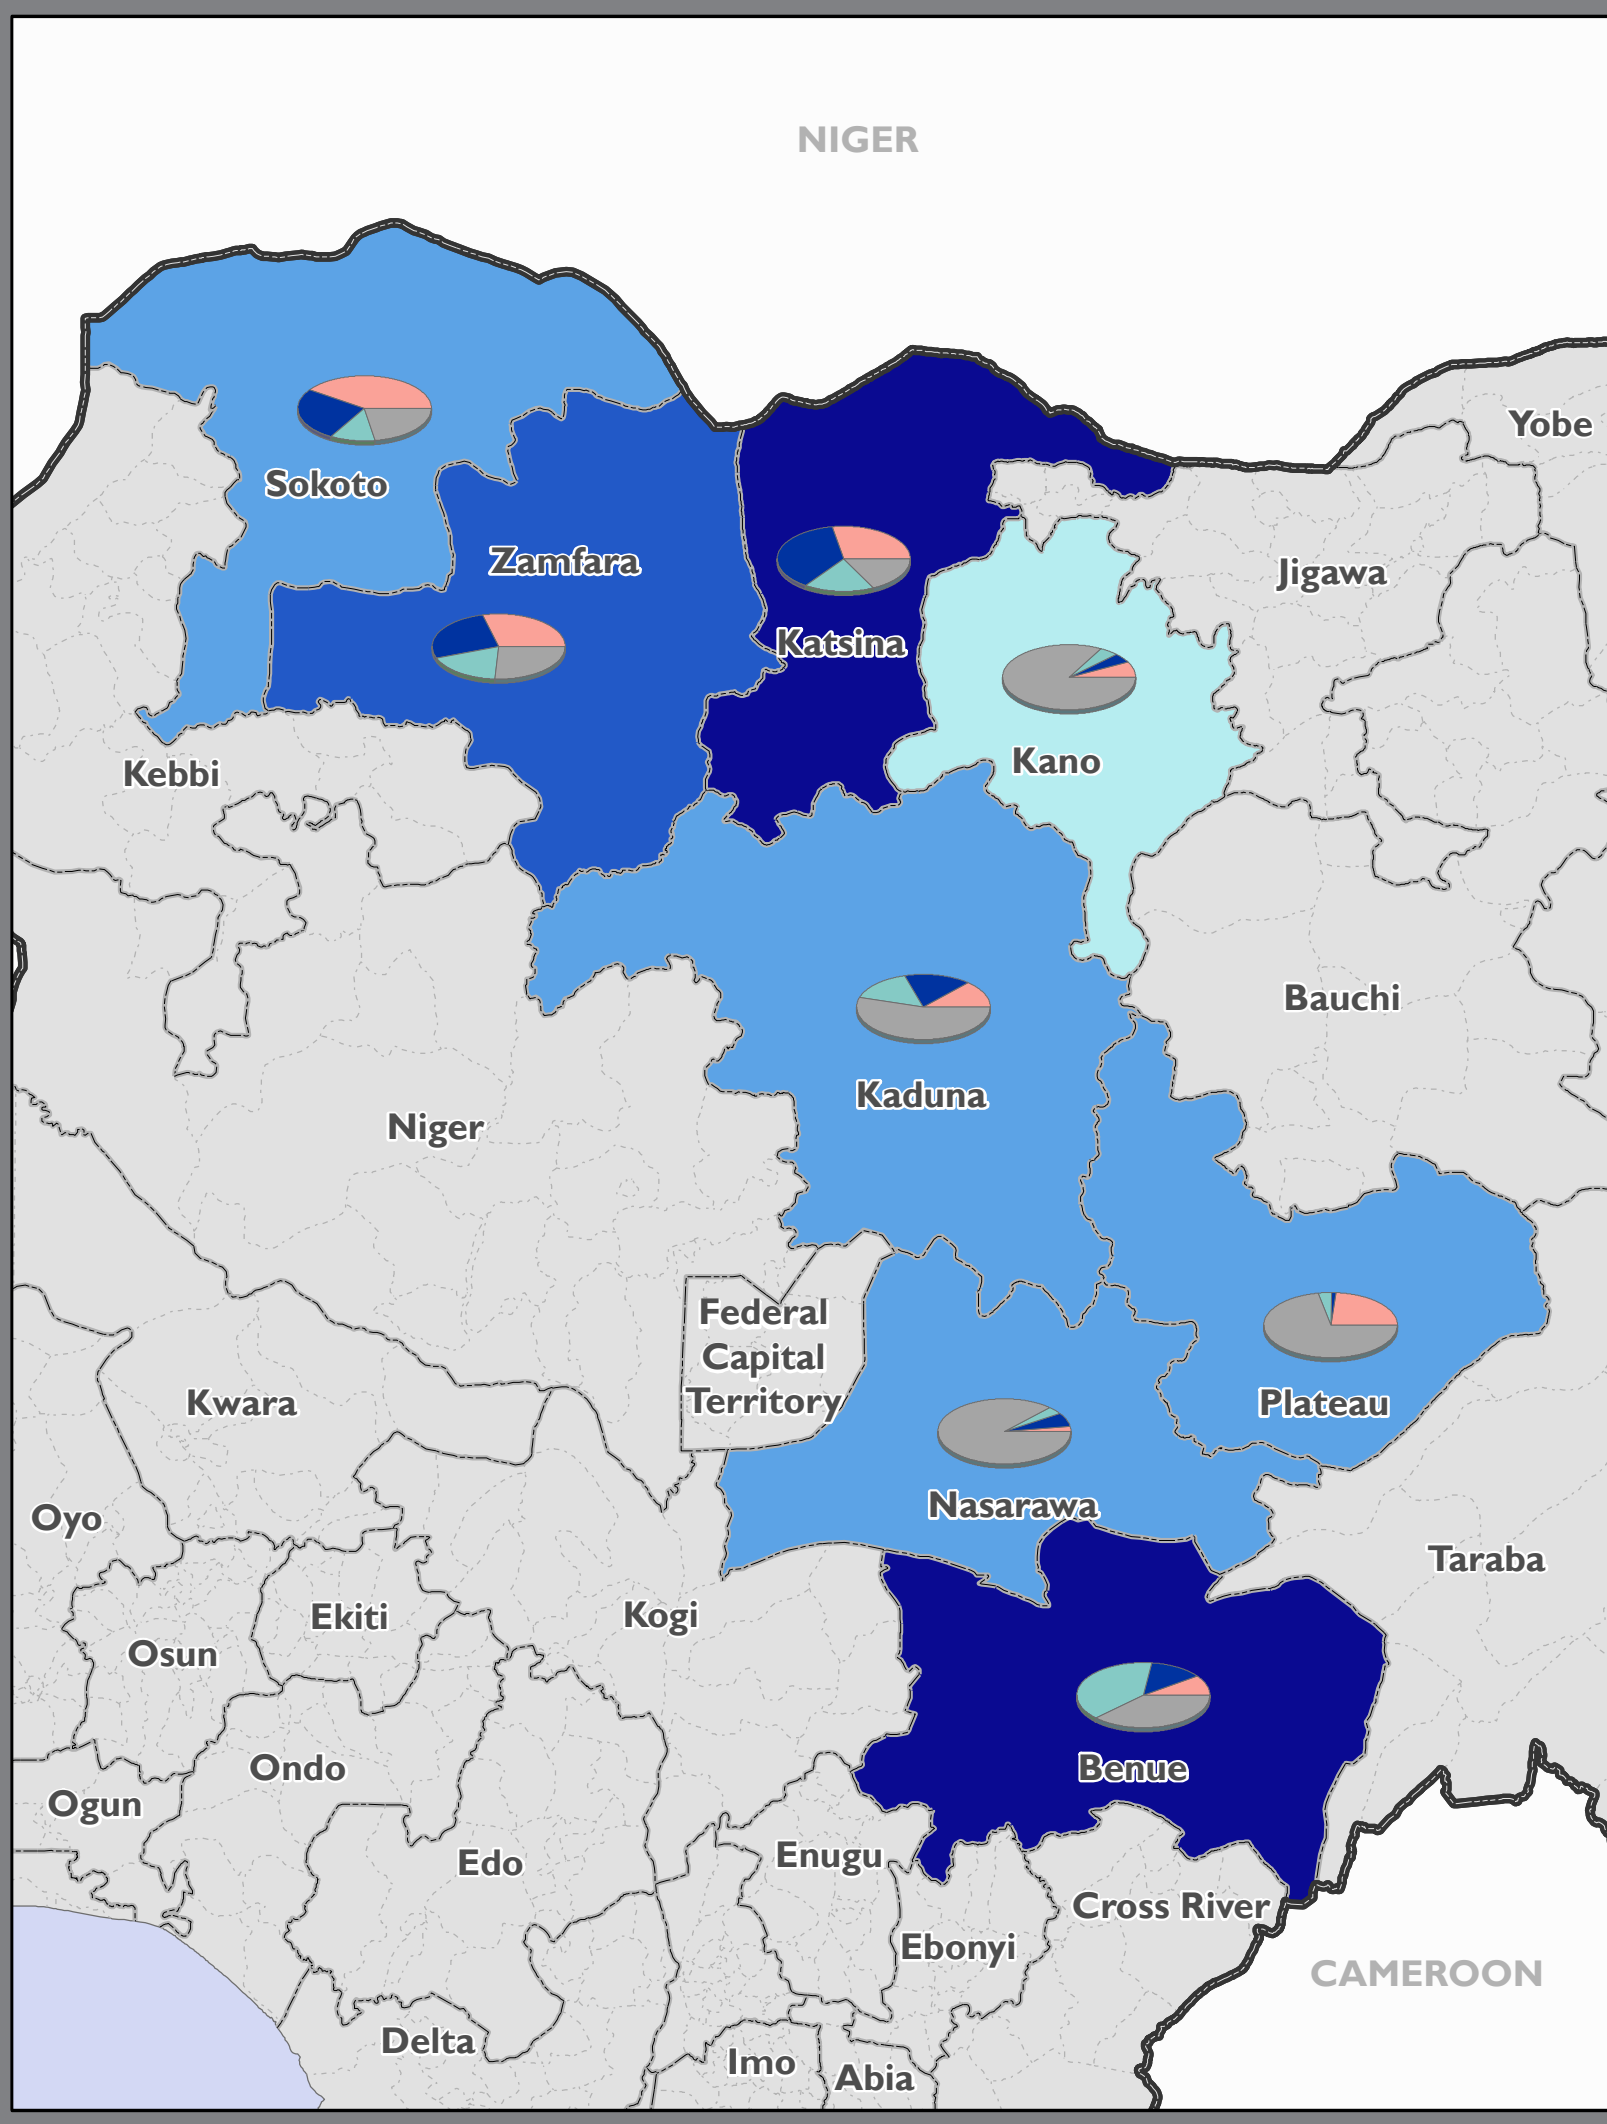 NIGER
Yobe
Sokoto
Zamfara
Jigawa
Katsina
Kano
Kebbi
Bauchi
Kaduna
Niger
Federal
Capital
Territory
Kwara
Plateau
Nasarawa
Oyo
Taraba
Ekiti
Kogi
Osun
Ondo
Benue
Ogun
Enugu
Edo
Cross River
Ebonyi
CAMEROON
Delta
Imo
Abia